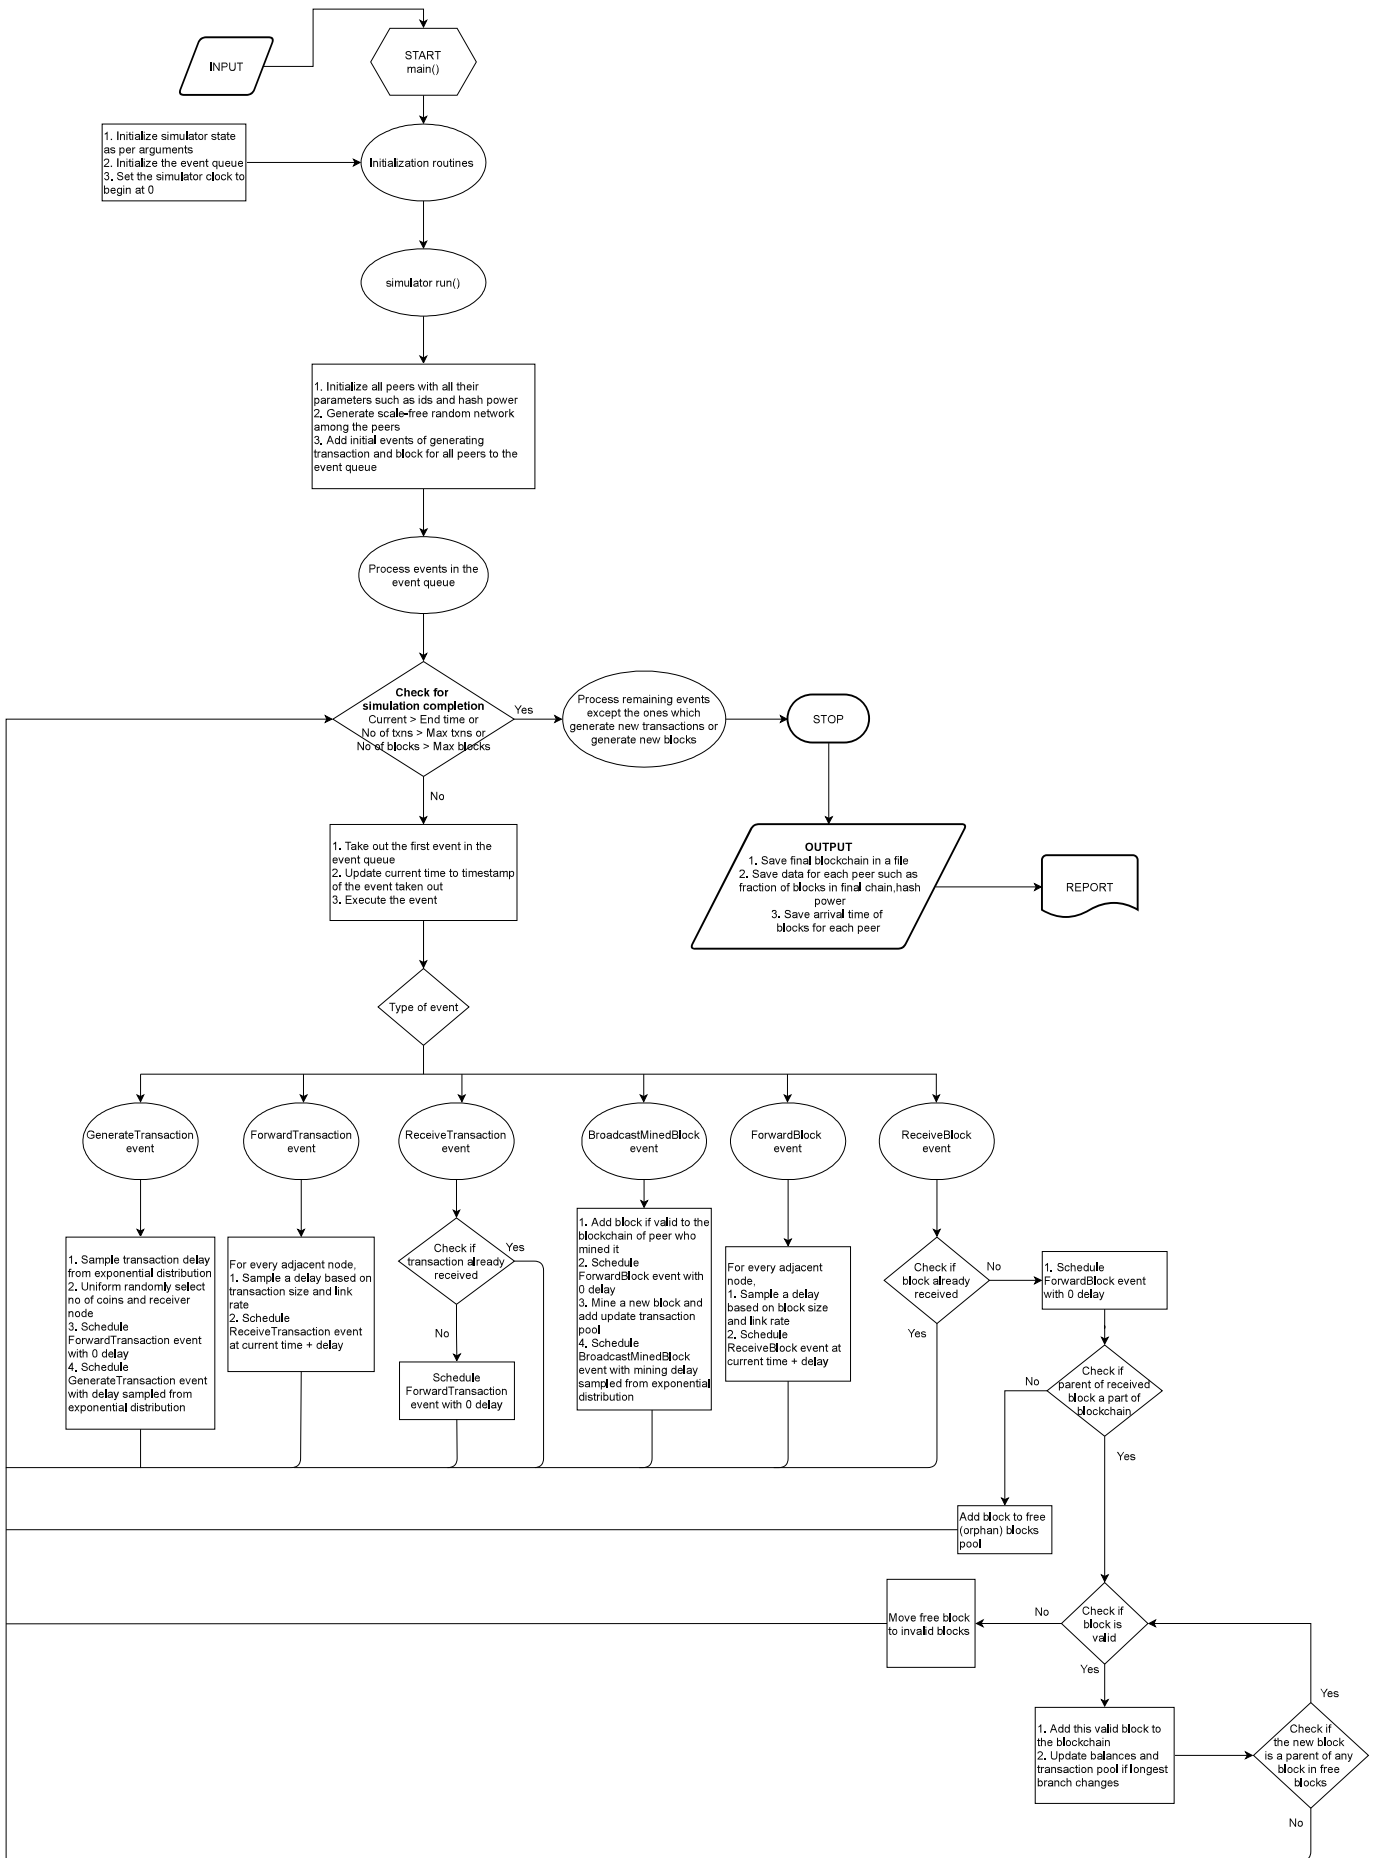 INPUT
START
main()
1. Initialize simulator state
as per arguments
2. Initialize the event queue
3. Set the simulator clock to
begin at 0
Initialization routines
simulator run()
1. Initialize all peers with all their
parameters such as ids and hash power
2. Generate scale-free random network
among the peers
3. Add initial events of generating
transaction and block for all peers to the
event queue
Process events in the
event queue
Check for
simulation completion
Current > End time or
No of txns > Max txns or
No of blocks > Max blocks
Yes
Process remaining events
except the ones which
generate new transactions or
generate new blocks
STOP
No
1. Take out the first event in the
event queue
2. Update current time to timestamp
of the event taken out
3. Execute the event
OUTPUT
1. Save final blockchain in a file
2. Save data for each peer such as
fraction of blocks in final chain,hash
power
3. Save arrival time of
blocks for each peer
REPORT
Type of event
GenerateTransaction
event
ForwardTransaction
event
ReceiveTransaction
event
BroadcastMinedBlock
event
ForwardBlock
event
ReceiveBlock
event
1. Sample transaction delay
from exponential distribution
2. Uniform randomly select
no of coins and receiver
node
3. Schedule
ForwardTransaction event
with 0 delay
4. Schedule
GenerateTransaction event
with delay sampled from
exponential distribution
For every adjacent node,
1. Sample a delay based on
transaction size and link
rate
2. Schedule
ReceiveTransaction event
at current time + delay
Check if
transaction already
received
Yes
No
Schedule
ForwardTransaction
event with 0 delay
1. Add block if valid to the
blockchain of peer who
mined it
2. Schedule
ForwardBlock event with
0 delay
3. Mine a new block and
add update transaction
pool
4. Schedule
BroadcastMinedBlock
event with mining delay
sampled from exponential
distribution
For every adjacent
node,
1. Sample a delay
based on block size
and link rate
2. Schedule
ReceiveBlock event at
current time + delay
Check if
block already
received
No
Yes
1. Schedule
ForwardBlock event
with 0 delay
Check if
parent of received
block a part of
blockchain
No
Yes
Add block to free
(orphan) blocks
pool
Check if
block is
valid
No
Move free block
to invalid blocks
Yes
1. Add this valid block to
the blockchain
2. Update balances and
transaction pool if longest
branch changes
Yes
Check if
the new block
is a parent of any
block in free
blocks
No